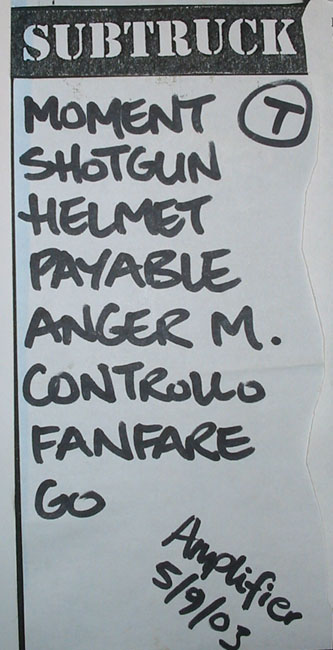 SUBTRUCK
MOMENT T
SHOTGUN
HELMET
PAYABLE
ANGER M.
CONTROLLO
FANFARE
GO
Amplifier
5/9/03